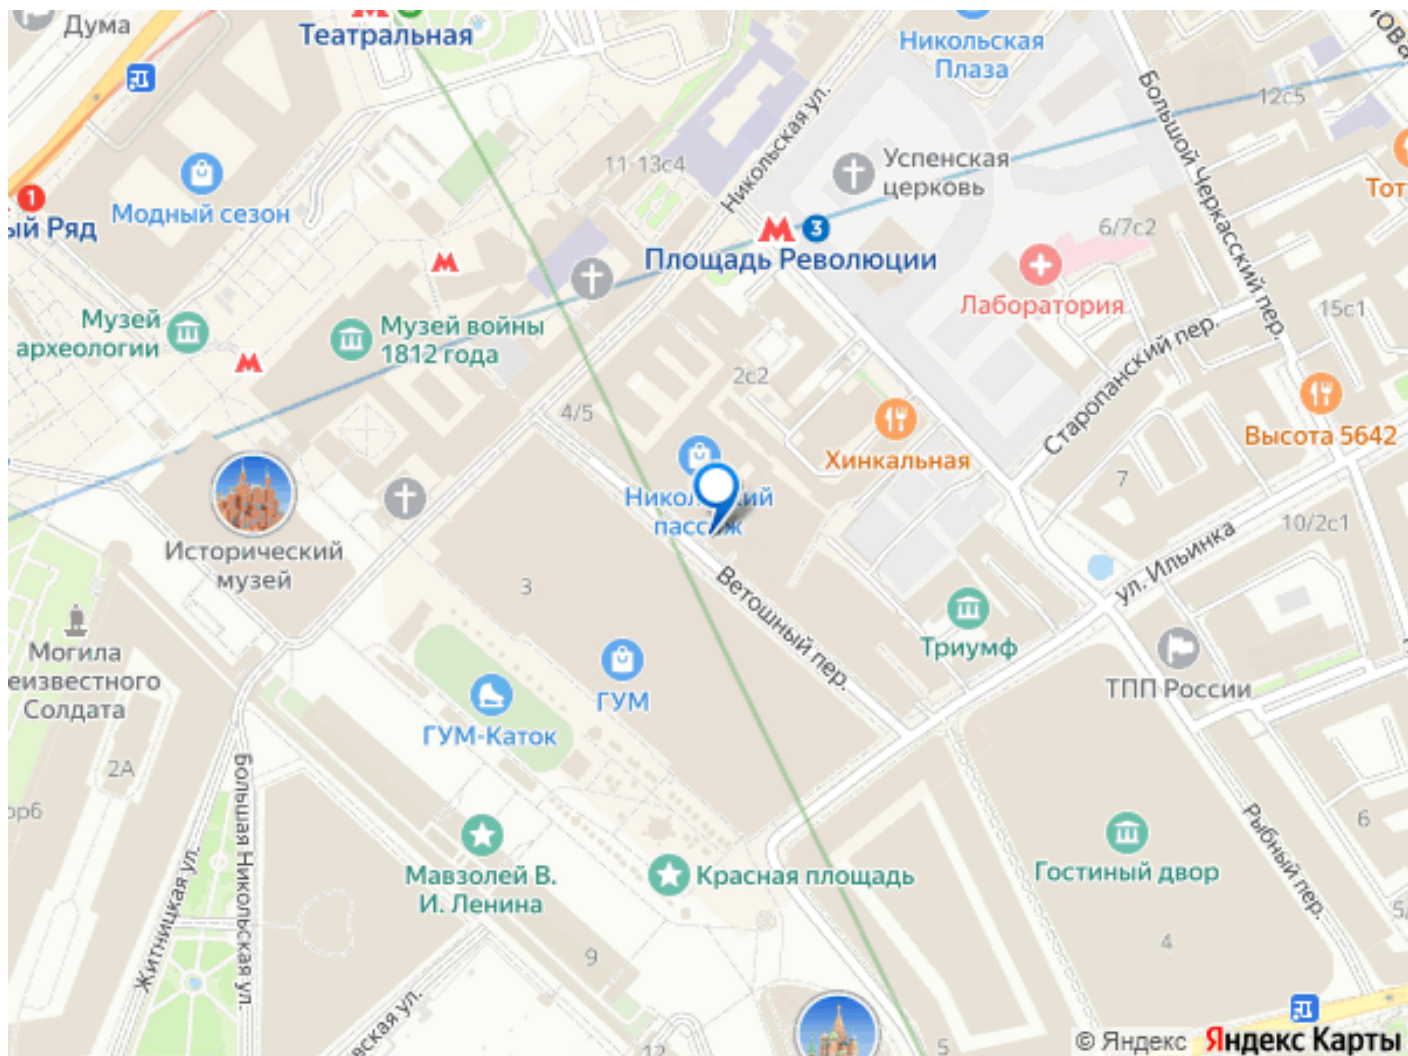 Дума
Театральная
Никольская
Плаза
Большой Черкасский пер.
12с5
Никольская ул.
11-13с4
Успенская
церковь
Модный сезон
1
ый Ряд
3
Площадь Революции
6/7с2
Лаборатория
Тот
Музей
археологии
Музей войны
1812 года
15с1
Старопанский пер.
2с2
4/5
Хинкальная
Высота 5642
7
10/2с1
ул. Ильинка
Исторический
музей
3
Ветошный пер.
Триумф
ТПП России
Могила
еизвестного
Солдата
ГУМ
ГУМ-Каток
2А
Большая Никольская ул.
орб
Житницкая ул.
Мавзолей В.
И. Ленина
Красная площадь
Гостиный двор
Рыбный пер.
6
5/
4
9
вская ул.
12
5
© Яндекс Яндекс Карты